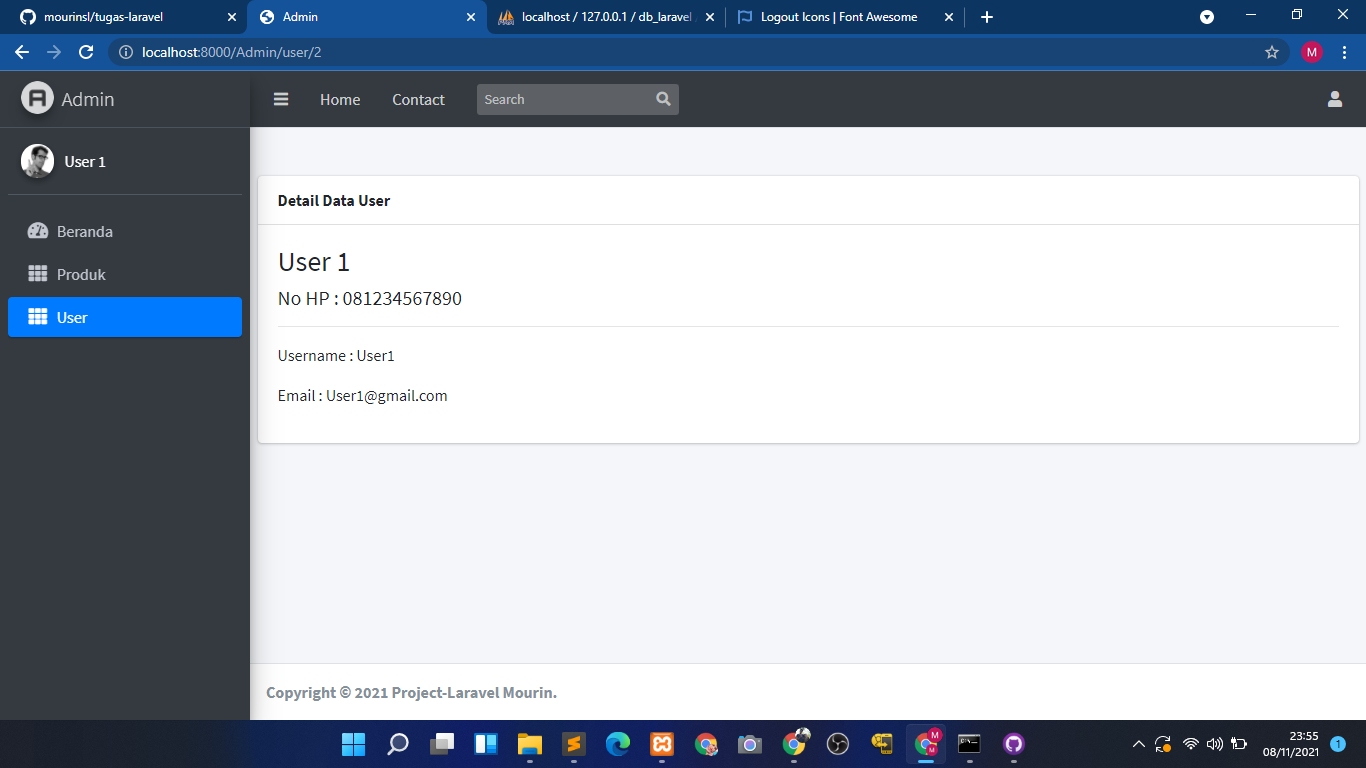 mourinsl/tugas-laravel
Admin
localhost / 127.0.0.1 / db_laravel
Logout Icons | Font Awesome
localhost:8000/Admin/user/2
M
Admin
Home
Contact
Search
User 1
Beranda
Produk
User
Detail Data User
User 1
No HP : 081234567890
Username : User1
Email : User1@gmail.com
Copyright © 2021 Project-Laravel Mourin.
M
23:55
08/11/2021
1